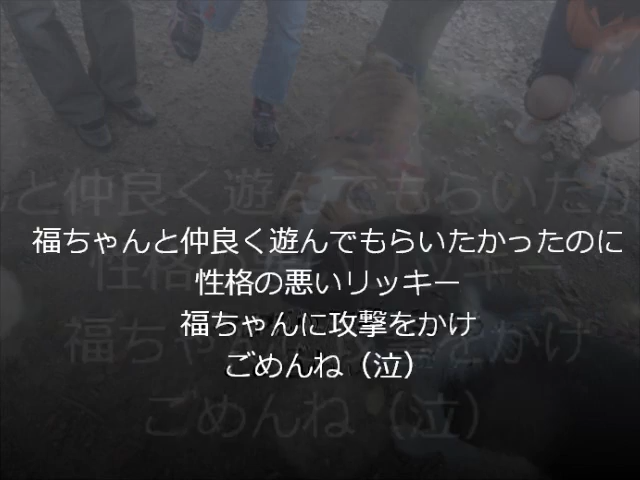 福ちゃんと仲良く遊んでもらいたかったのに
性格の悪いリッキー
福ちゃんに攻撃をかけ
ごめんね（泣）